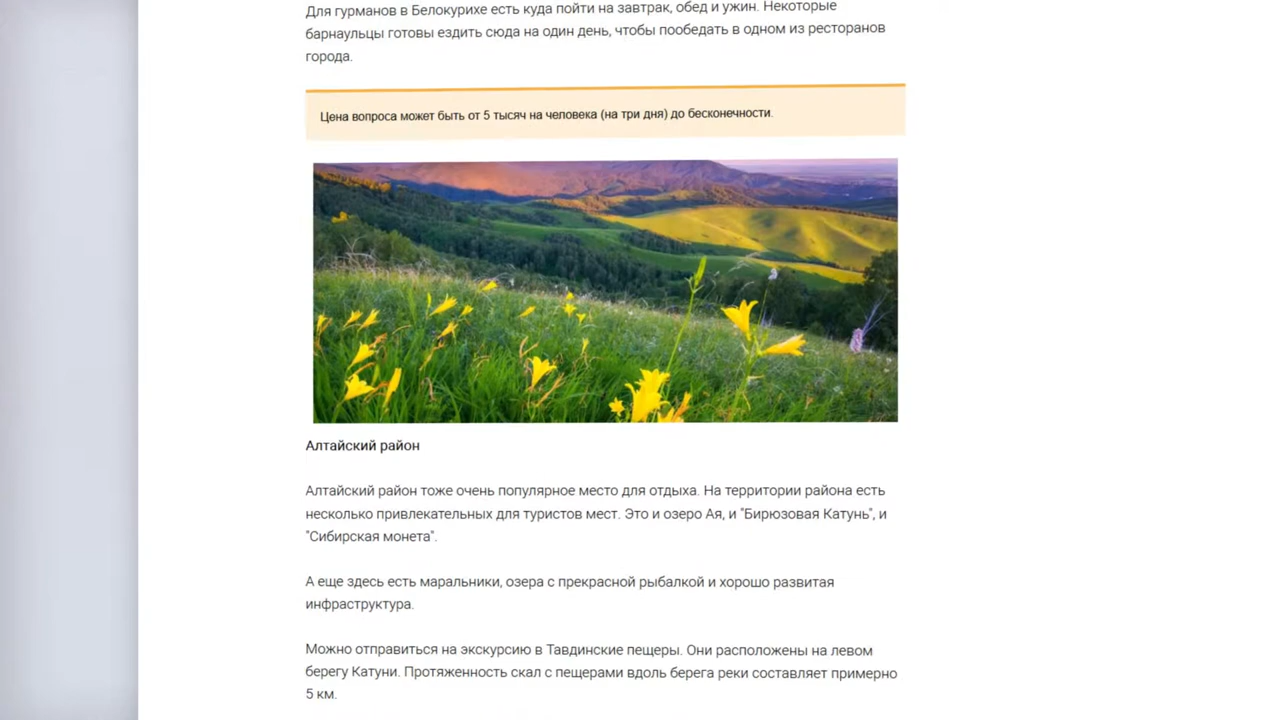 Для гурманов в Белокурихе есть куда пойти на завтрак, обед и ужин. Некоторые
барнаульцы готовы ездить сюда на один день, чтобы пообедать в одном из ресторанов
города.
Цена вопроса может быть от 5 тысяч на человека (на три дня) до бесконечности.
Алтайский район
Алтайский район тоже очень популярное место для отдыха. На территории района есть
несколько привлекательных для туристов мест. Это и озеро Ая, и "Бирюзовая Катунь", и
"Сибирская монета".
А еще здесь есть маральники, озера с прекрасной рыбалкой и хорошо развитая
инфраструктура.
Можно отправиться на экскурсию в Тавдинские пещеры. Они расположены на левом
берегу Катуни. Протяженность скал с пещерами вдоль берега реки составляет примерно
5 км.